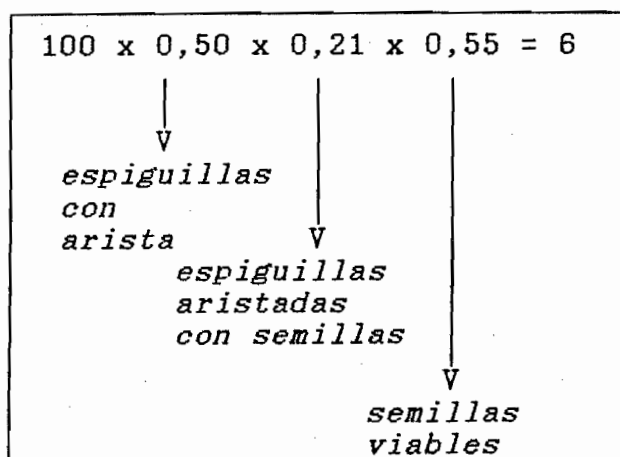 100 x 0,50 x 0,21 x 0,55 = 6
V
espiguillas
con
arista
V
espiguillas
aristadas
con semillas
V
semillas
viables